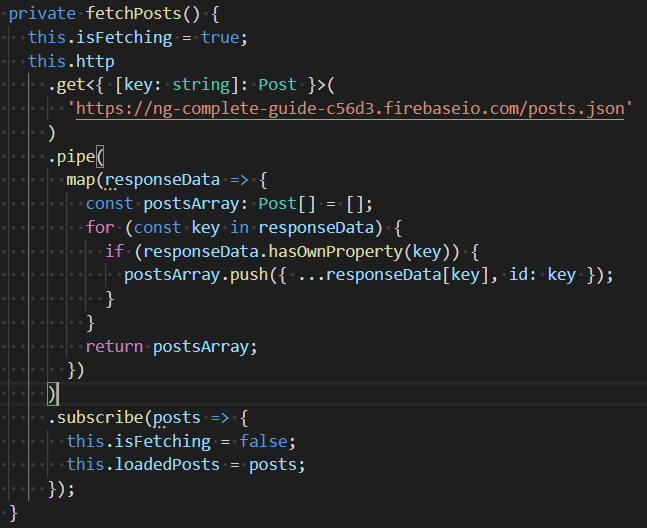 private fetchPosts() {
  this.isFetching = true;
  this.http
    .get<{ [key: string]: Post }>(
      'https://ng-complete-guide-c56d3.firebaseio.com/posts.json'
    )
    .pipe(
      map(responseData => {
        const postsArray: Post[] = [];
        for (const key in responseData) {
          if (responseData.hasOwnProperty(key)) {
            postsArray.push({ ...responseData[key], id: key });
          }
        }
        return postsArray;
      })
    )
    .subscribe(posts => {
      this.isFetching = false;
      this.loadedPosts = posts;
    });
}